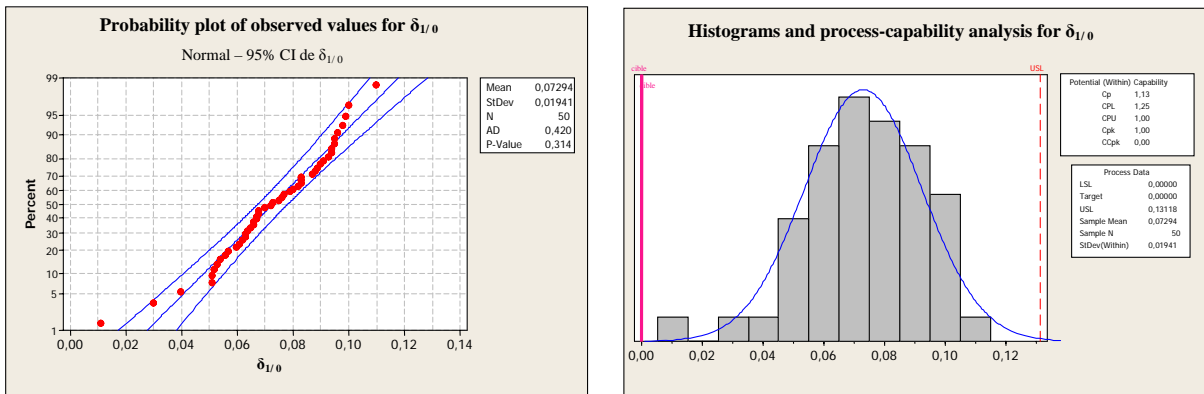 Probability plot of observed values for δ1/ 0
Normal – 95% CI de δ1/ 0
99
95
90
80
70
60
50
40
30
20
10
5
1
Percent
0,00 0,02 0,04 0,06 0,08 0,10 0,12 0,14
δ1/ 0
Mean 0,07294
StDev 0,01941
N 50
AD 0,420
P-Value 0,314
Histograms and process-capability analysis for δ1/ 0
cible
ible
USL
0,00 0,02 0,04 0,06 0,08 0,10 0,12
Potential (Within) Capability
Cp 1,13
CPL 1,25
CPU 1,00
Cpk 1,00
CCpk 0,00
Process Data
LSL 0,00000
Target 0,00000
USL 0,13118
Sample Mean 0,07294
Sample N 50
StDev(Within) 0,01941